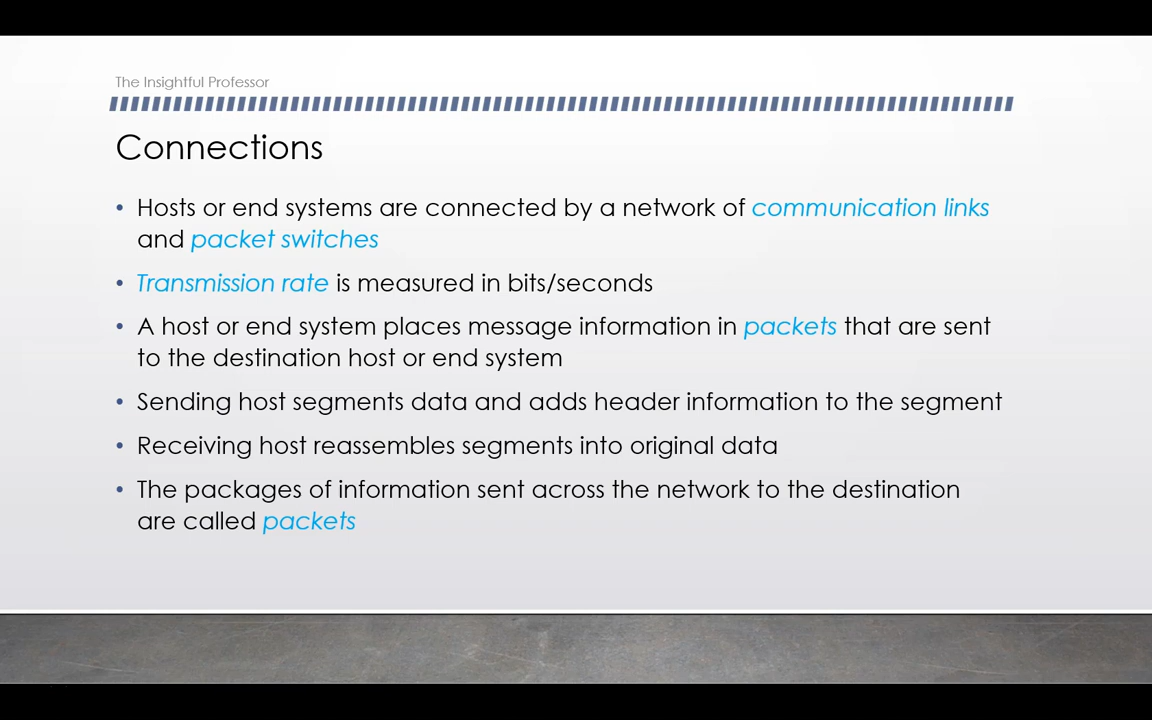 The Insightful Professor
Connections
• Hosts or end systems are connected by a network of communication links
and packet switches
• Transmission rate is measured in bits/seconds
• A host or end system places message information in packets that are sent
to the destination host or end system
• Sending host segments data and adds header information to the segment
• Receiving host reassembles segments into original data
• The packages of information sent across the network to the destination
are called packets